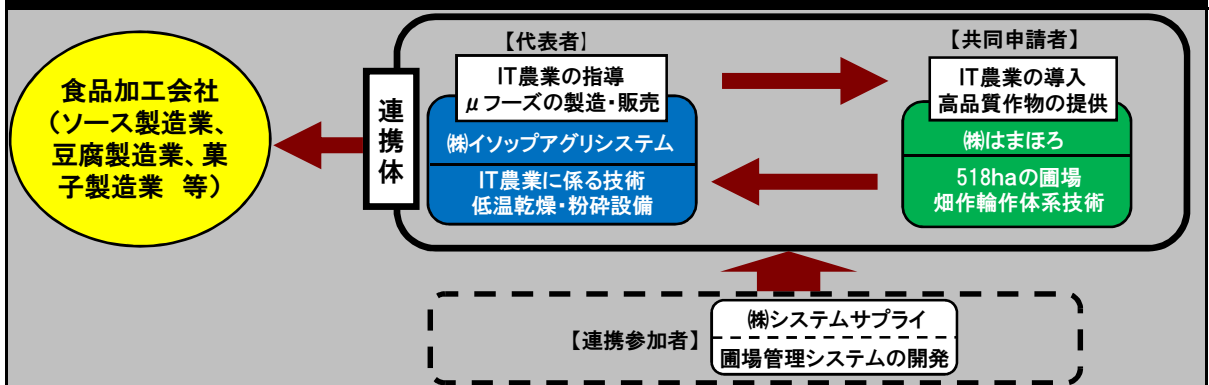 食品加工会社
(ソース製造業、
豆腐製造業、菓
子製造業 等)
連携体
【代表者】
IT農業の指導
μフーズの製造・販売
㈱イソップアグリシステム
IT農業に係る技術
低温乾燥・粉砕設備
【共同申請者】
IT農業の導入
高品質作物の提供
㈱はまほろ
518haの圃場
畑作輪作体系技術
【連携参加者】
㈱システムサプライ
圃場管理システムの開発